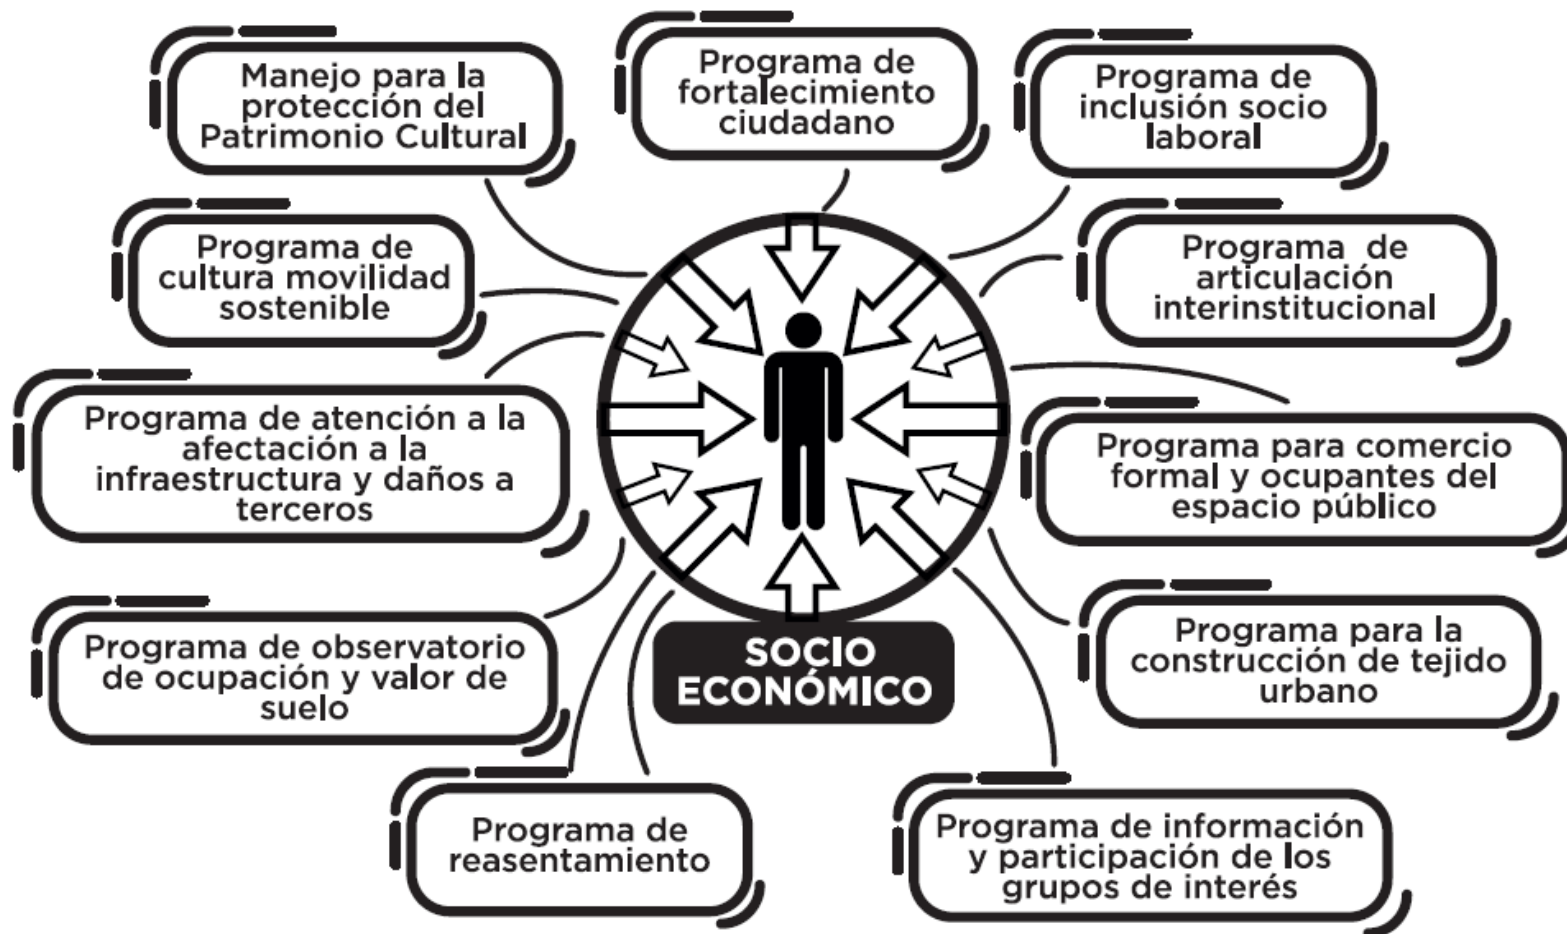 Manejo para la
protección del
Patrimonio Cultural
Programa de
fortalecimiento
ciudadano
Programa de
inclusión socio
laboral
Programa de
cultura movilidad
sostenible
Programa de
articulación
interinstitucional
Programa de atención a la
afectación a la
infraestructura y daños a
terceros
Programa para comercio
formal y ocupantes del
espacio público
Programa de observatorio
de ocupación y valor de
suelo
SOCIO
ECONÓMICO
Programa para la
construcción de tejido
urbano
Programa de
reasentamiento
Programa de información
y participación de los
grupos de interés